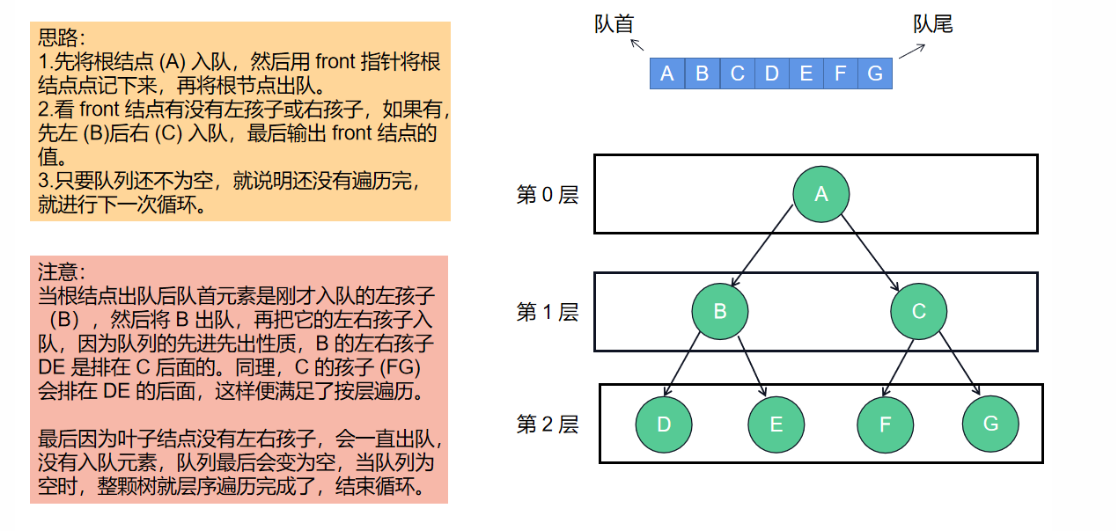 思路：
1.先将根结点 (A) 入队，然后用 front 指针将根
结点点记下来，再将根节点出队。
2.看 front 结点有没有左孩子或右孩子，如果有，
先左 (B)后右 (C) 入队，最后输出 front 结点的
值。
3.只要队列还不为空，就说明还没有遍历完，
就进行下一次循环。
注意：
当根结点出队后队首元素是刚才入队的左孩子
（B），然后将 B 出队，再把它的左右孩子入
队，因为队列的先进先出性质，B 的左右孩子
DE 是排在 C 后面的。同理，C 的孩子 (FG)
会排在 DE 的后面，这样便满足了按层遍历。
最后因为叶子结点没有左右孩子，会一直出队，
没有入队元素，队列最后会变为空，当队列为
空时，整颗树就层序遍历完成了，结束循环。
队首 队尾
A B C D E F G
第 0 层 A
第 1 层 B C
第 2 层 D E F G